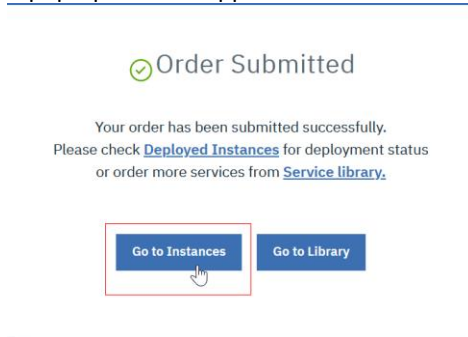 Order Submitted
Your order has been submitted successfully.
Please check Deployed Instances for deployment status
or order more services from Service library.
Go to Instances
Go to Library